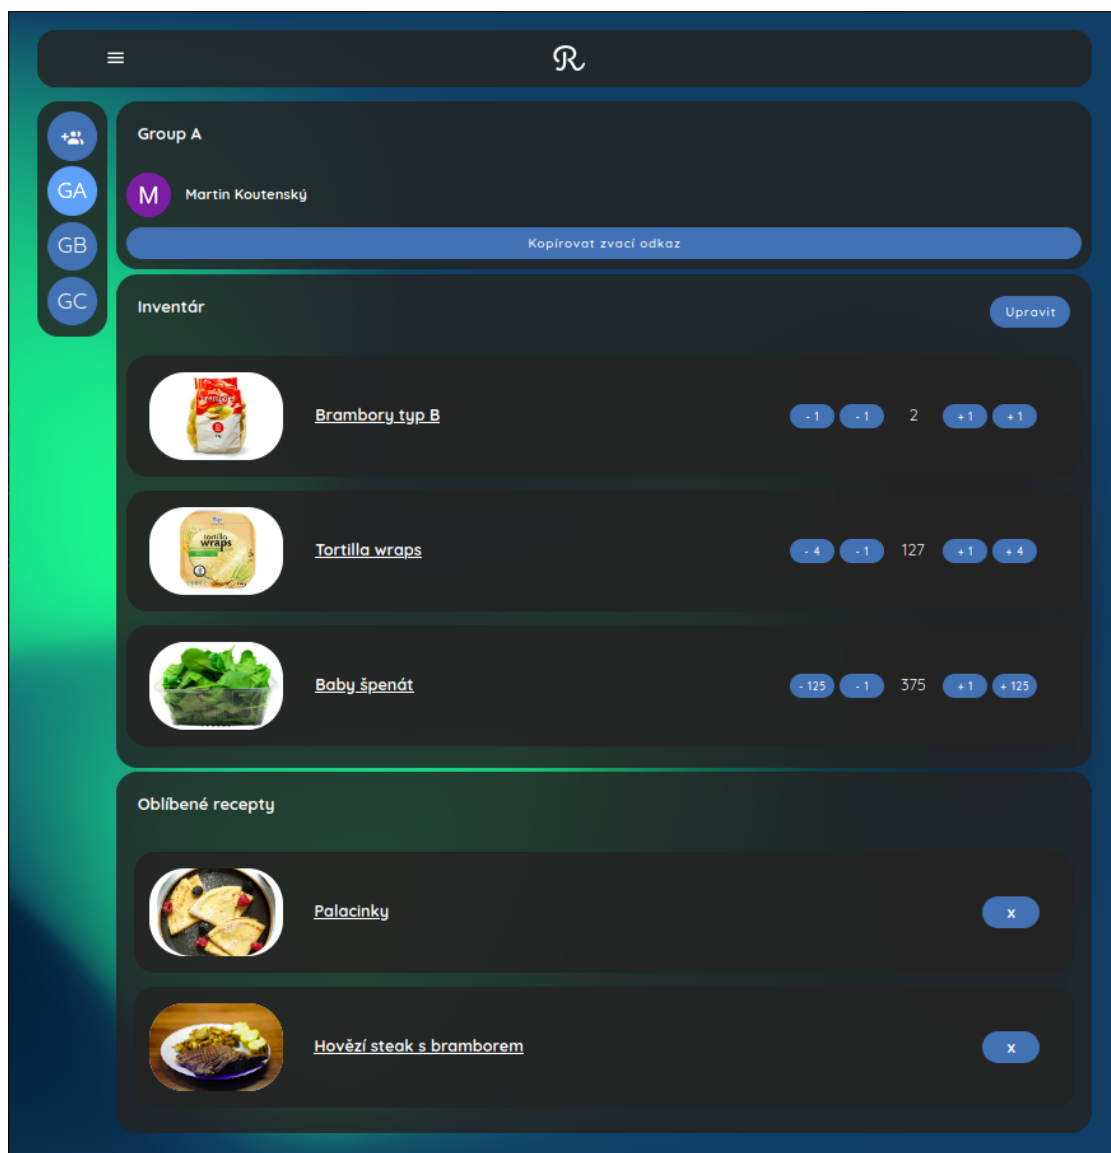 R
+
Group A
GA
M Martin Koutenský
GB
Kopírovat zvací odkaz
GC
Inventár
Upravit
Brambory typ B
- 1 - 1 2 + 1 + 1
tortilla
wraps
Tortilla wraps
- 4 - 1 127 + 1 + 4
Baby špenát
- 125 - 1 375 + 1 + 125
Oblíbené recepty
Palacinky
x
Hovězí steak s bramborem
x